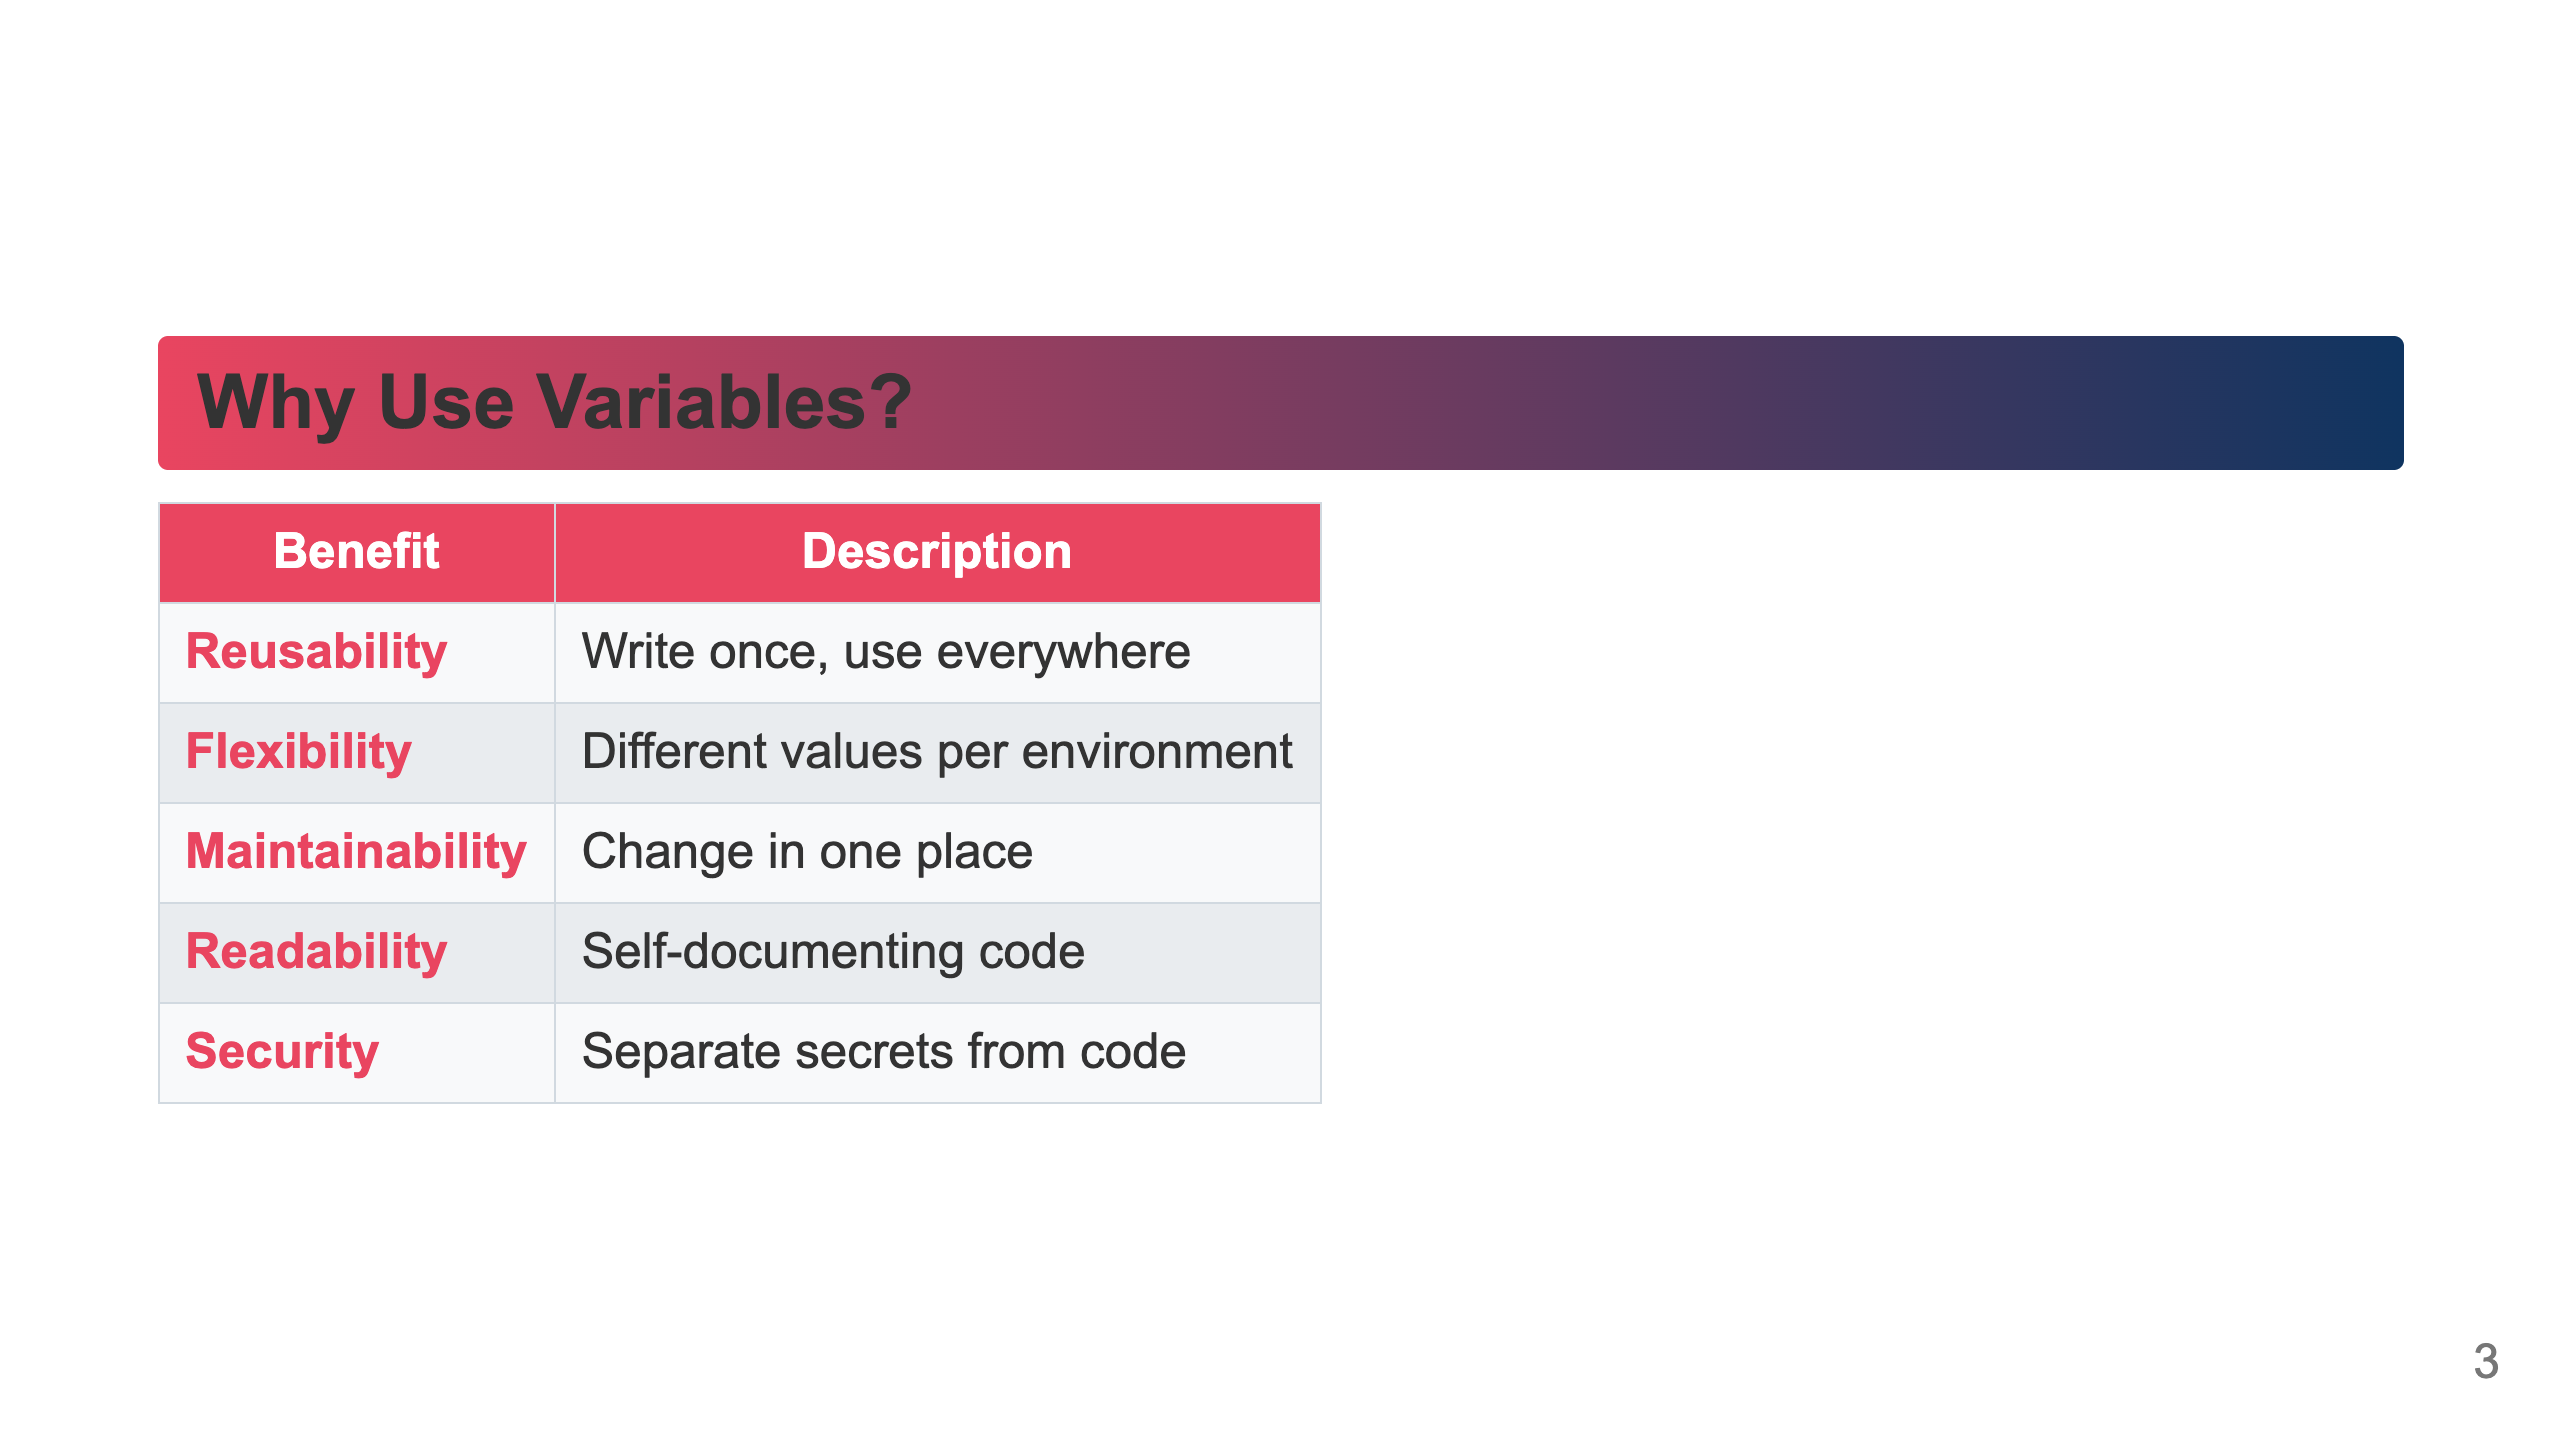 Why Use Variables?
Benefit Description
Reusability Write once, use everywhere
Flexibility Different values per environment
Maintainability Change in one place
Readability Self-documenting code
Security Separate secrets from code
3